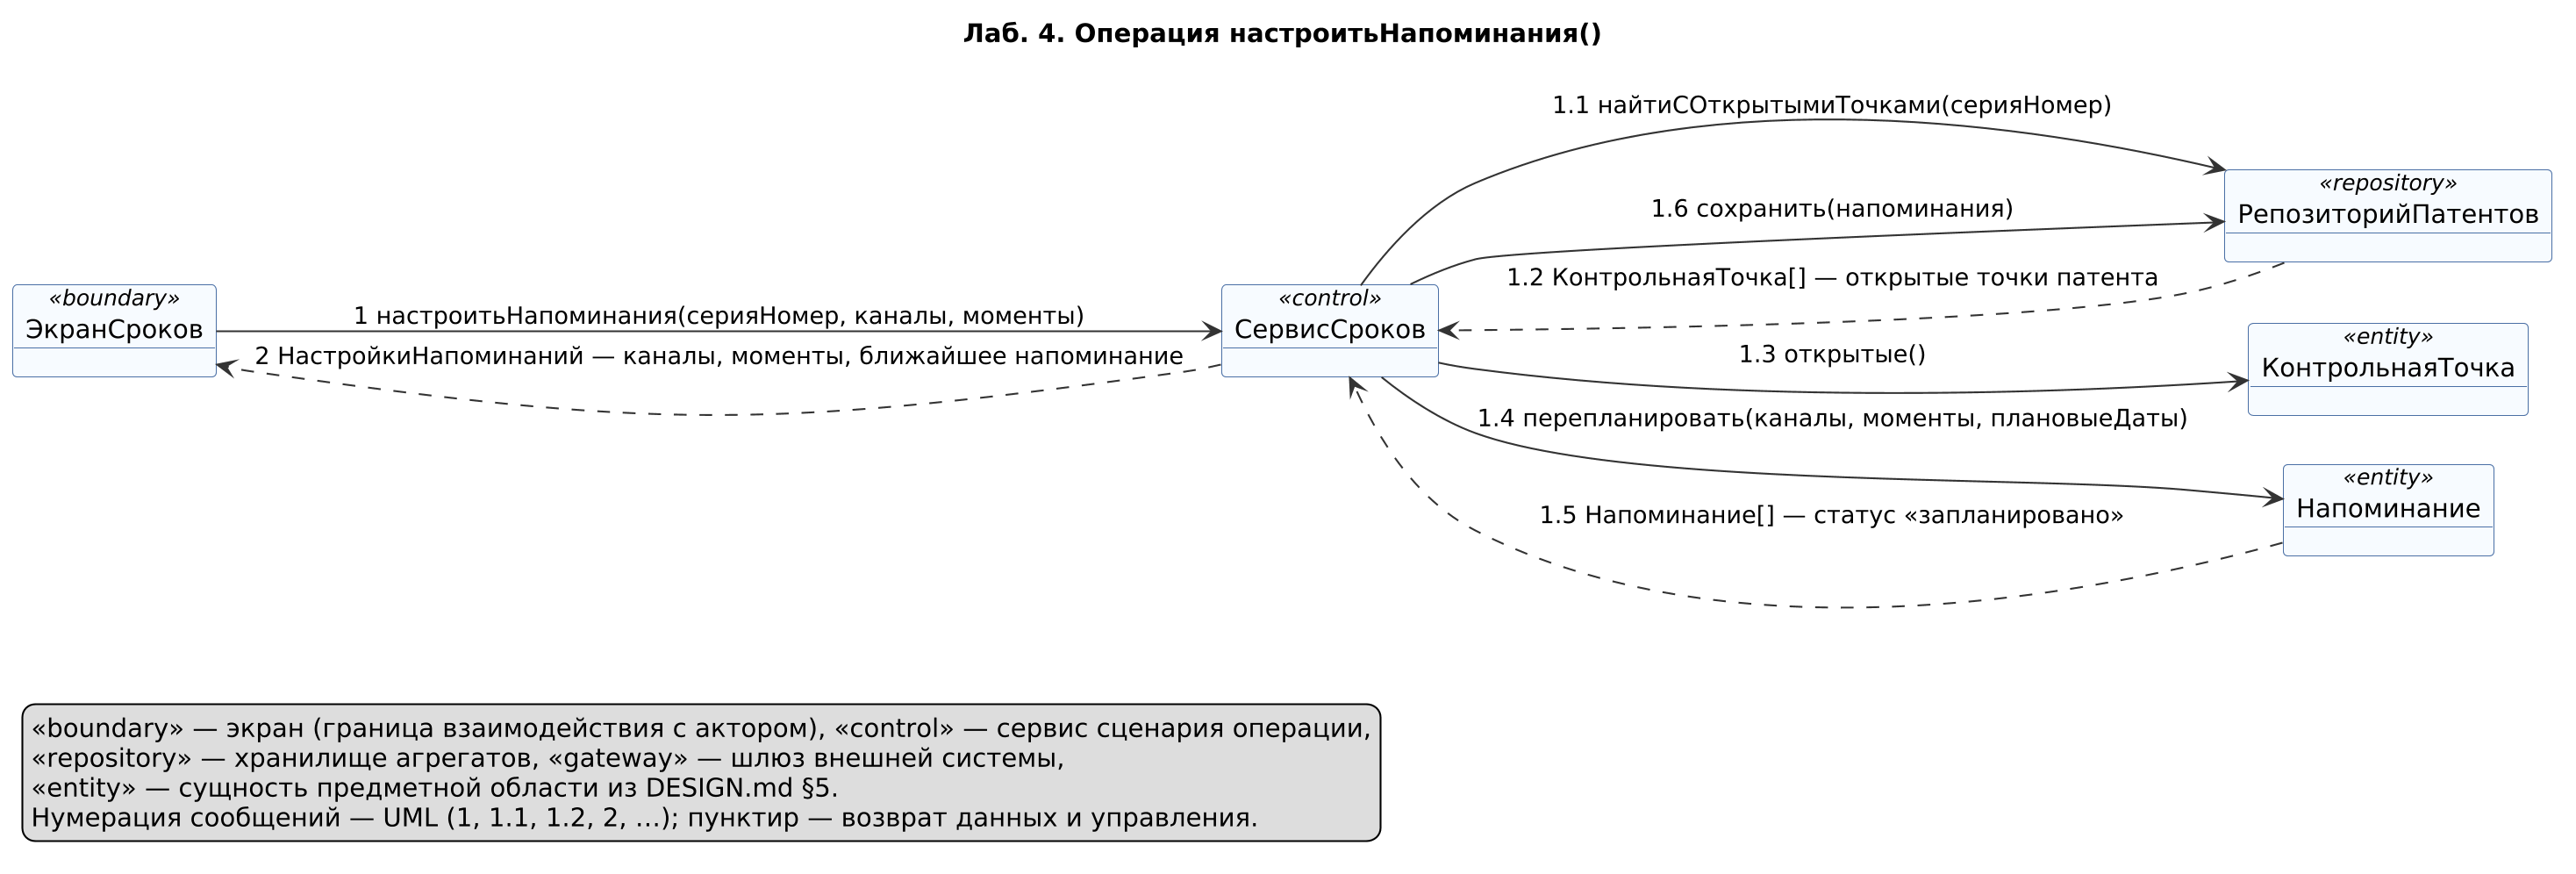 Лаб. 4. Операция настроитьНапоминания()
1.1 найтиСОткрытымиТочками(серияНомер)
«repository»
РепозиторийПатентов
1.6 сохранить(напоминания)
1.2 КонтрольнаяТочка[] — открытые точки патента
«boundary»
ЭкранСроков
1 настроитьНапоминания(серияНомер, каналы, моменты)
2 НастройкиНапоминаний — каналы, моменты, ближайшее напоминание
«control»
СервисСроков
1.3 открытые()
«entity»
КонтрольнаяТочка
1.4 перепланировать(каналы, моменты, плановыеДаты)
«entity»
Напоминание
1.5 Напоминание[] — статус «запланировано»
«boundary» — экран (граница взаимодействия с актором), «control» — сервис сценария операции,
«repository» — хранилище агрегатов, «gateway» — шлюз внешней системы,
«entity» — сущность предметной области из DESIGN.md §5.
Нумерация сообщений — UML (1, 1.1, 1.2, 2, ...); пунктир — возврат данных и управления.